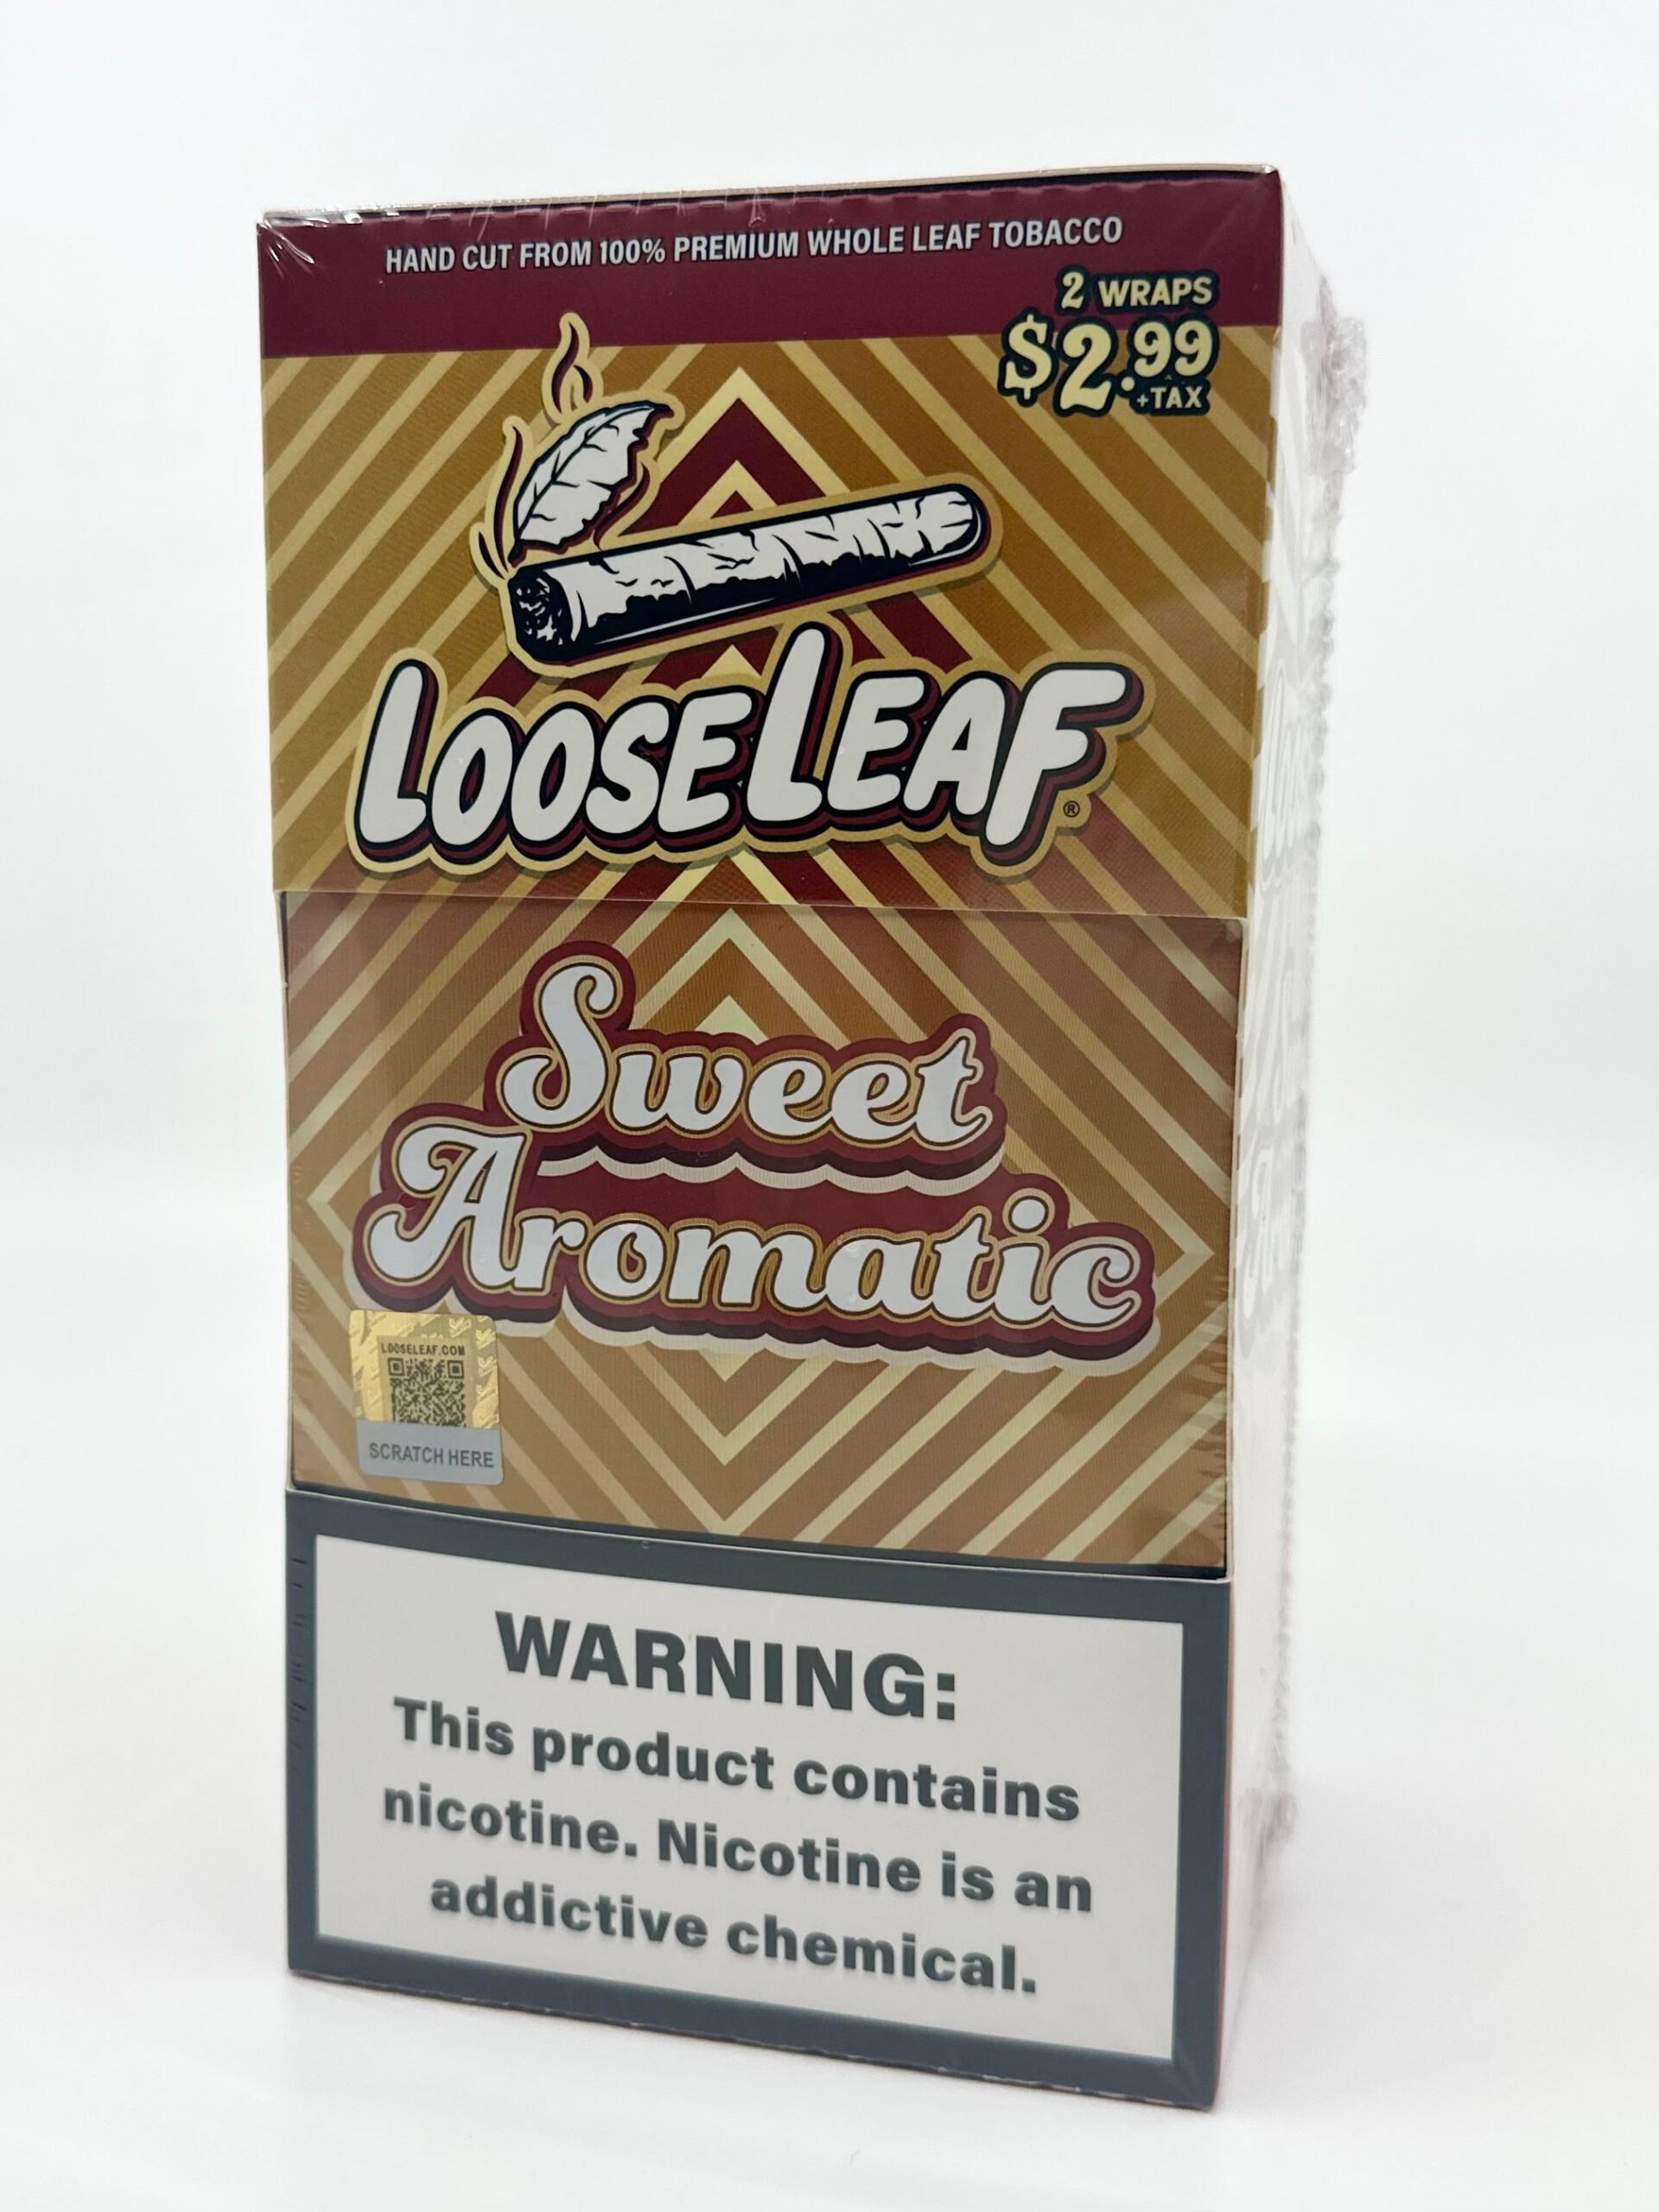 HAND CUT FROM 100% PREMIUM WHOLE LEAF TOBACCO
2 WRAPS
$2.99
+TAX
LOOSELEAF®
Sweet
Aromatic
LOOSELEAF.COM
SCRATCH HERE
WARNING:
This product contains
nicotine. Nicotine is an
addictive chemical.